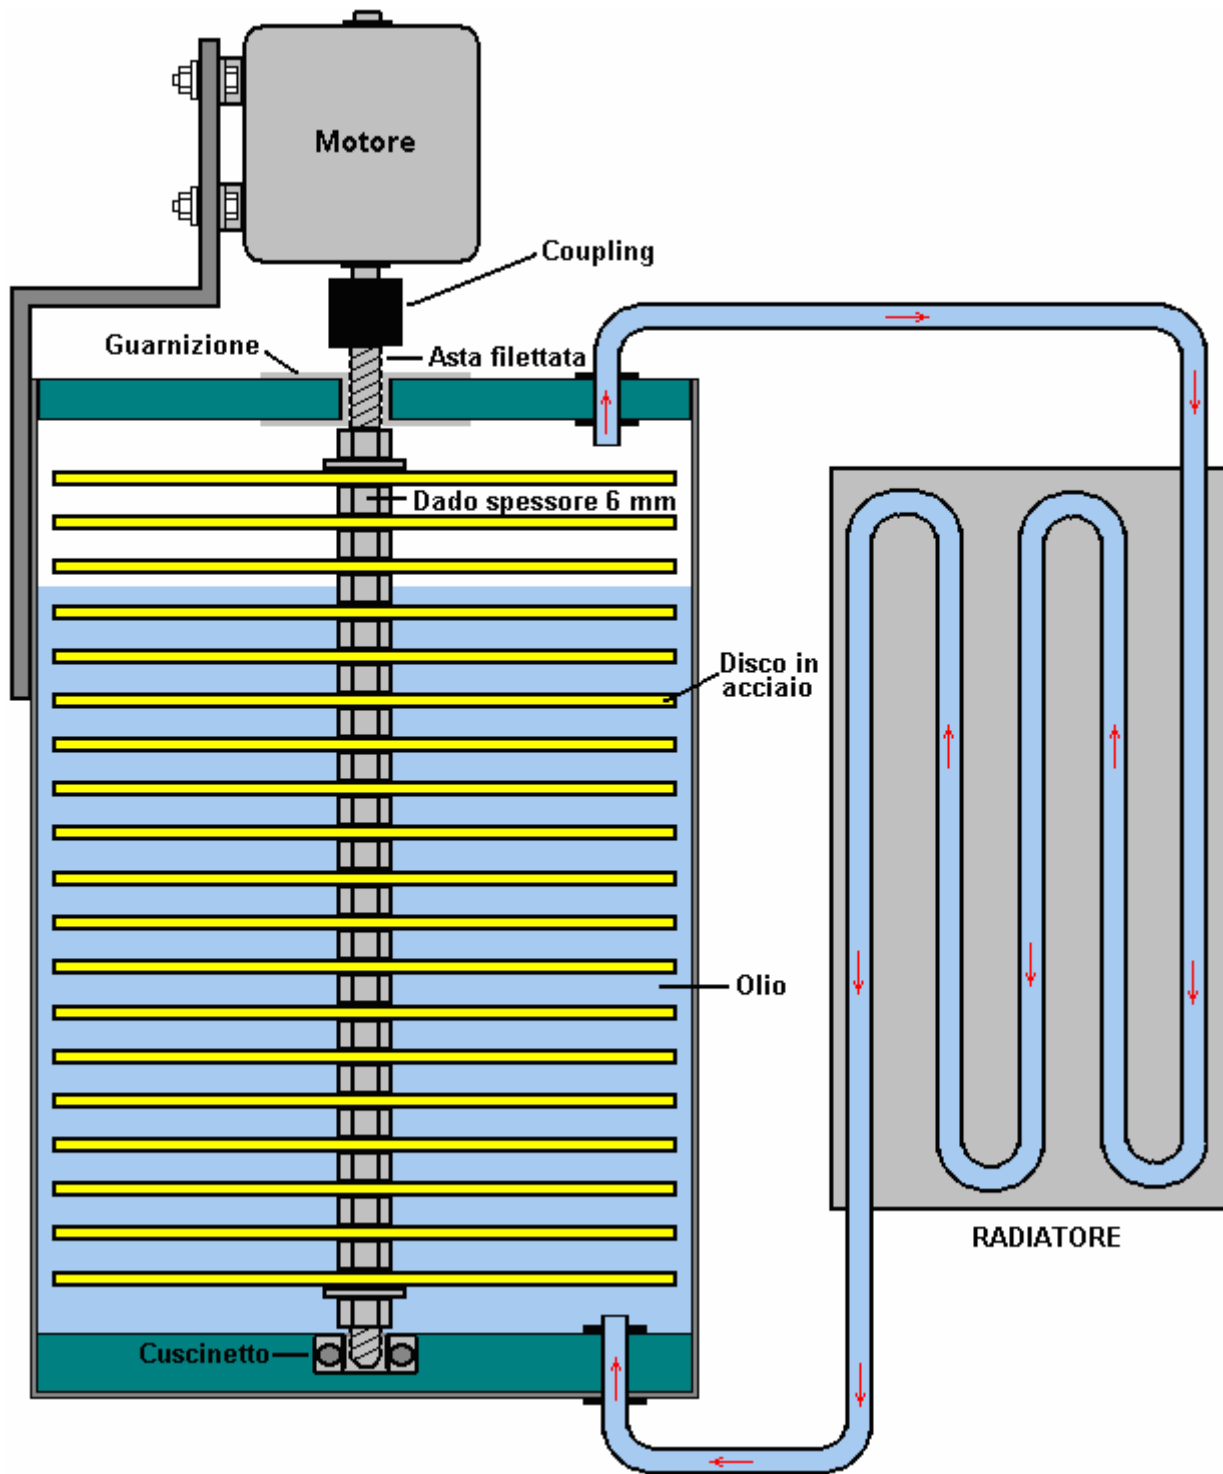 Motore
Coupling
Guarnizione
Asta filettata
Dado spessore 6 mm
Disco in
acciaio
Olio
RADIATORE
Cuscinetto